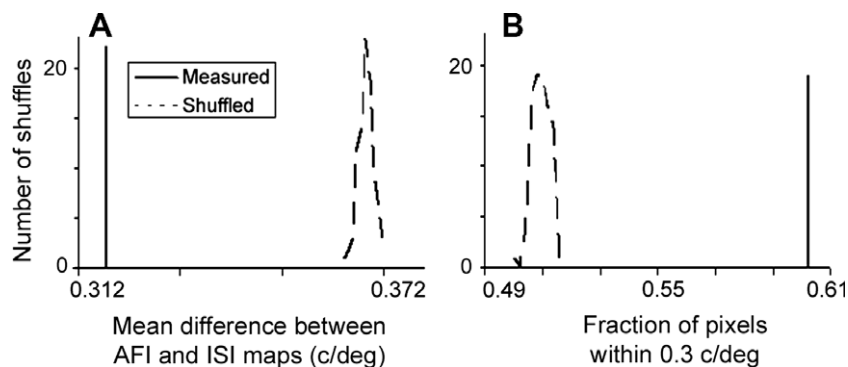 A
B
Number of shuffles
20
0
Measured
Shuffled
0.312
0.372
Mean difference between
AFI and ISI maps (c/deg)
20
0
0.49
0.55
0.61
Fraction of pixels
within 0.3 c/deg